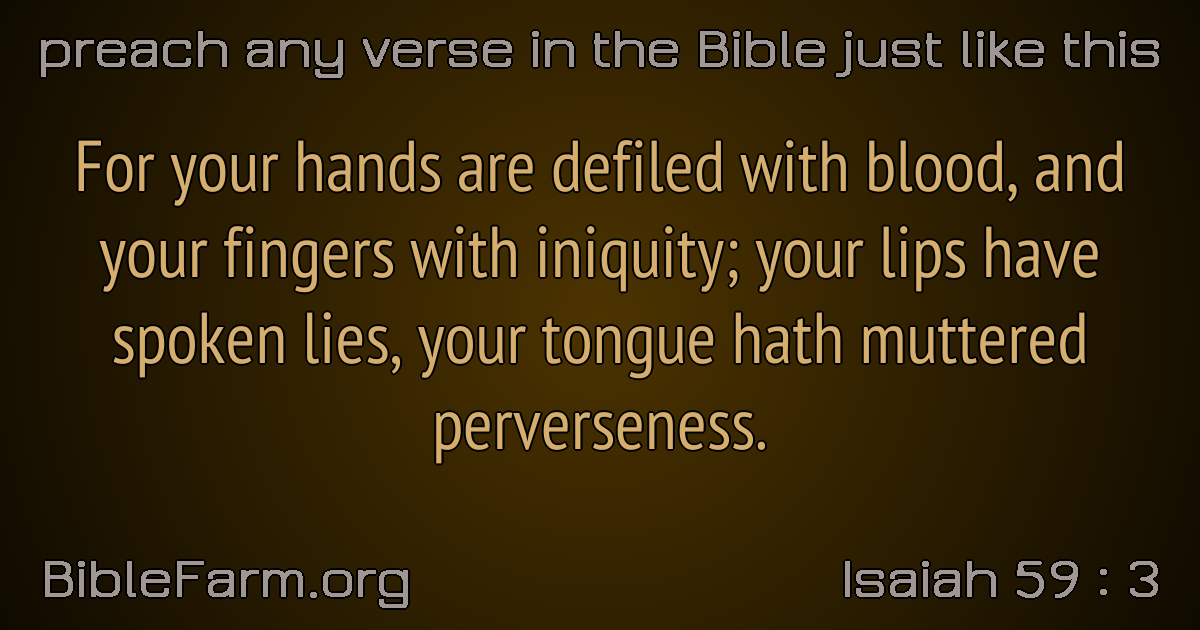 preach any verse in the Bible just like this
For your hands are defiled with blood, and
your fingers with iniquity; your lips have
spoken lies, your tongue hath muttered
perverseness.
BibleFarm.org
Isaiah 59 : 3